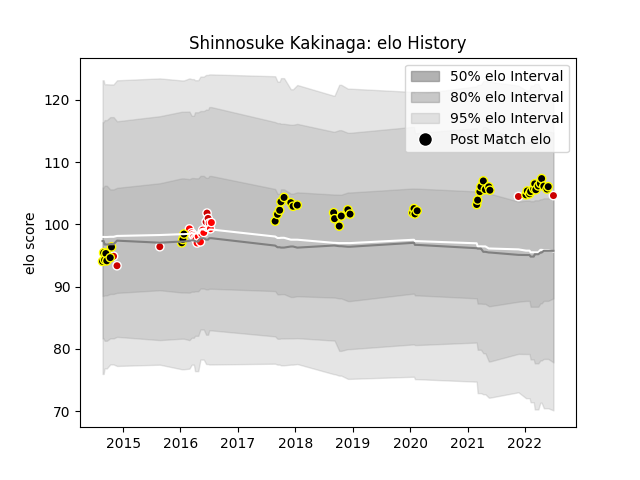 Shinnosuke Kakinaga: elo History
50% elo Interval
80% elo Interval
95% elo Interval
Post Match elo
elo score
120
110
100
90
80
70
2015 2016 2017 2018 2019 2020 2021 2022